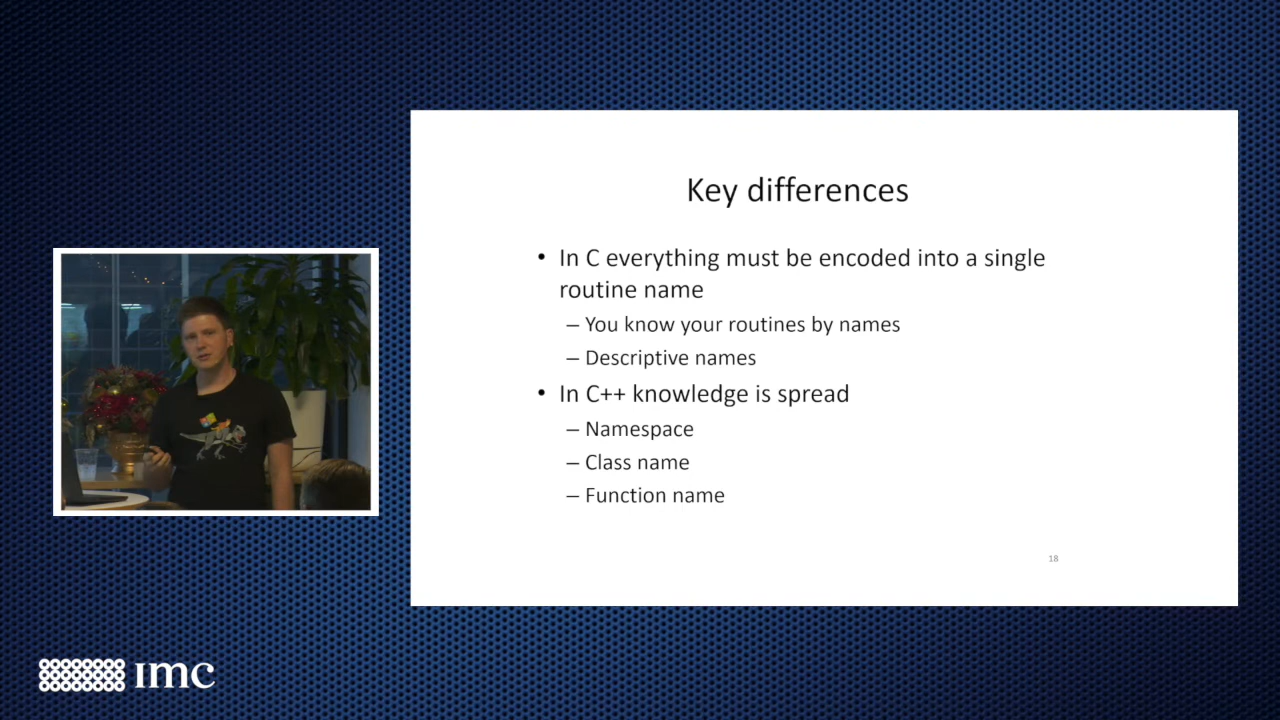 Key differences
• In C everything must be encoded into a single
routine name
– You know your routines by names
– Descriptive names
• In C++ knowledge is spread
– Namespace
– Class name
– Function name
18
imc